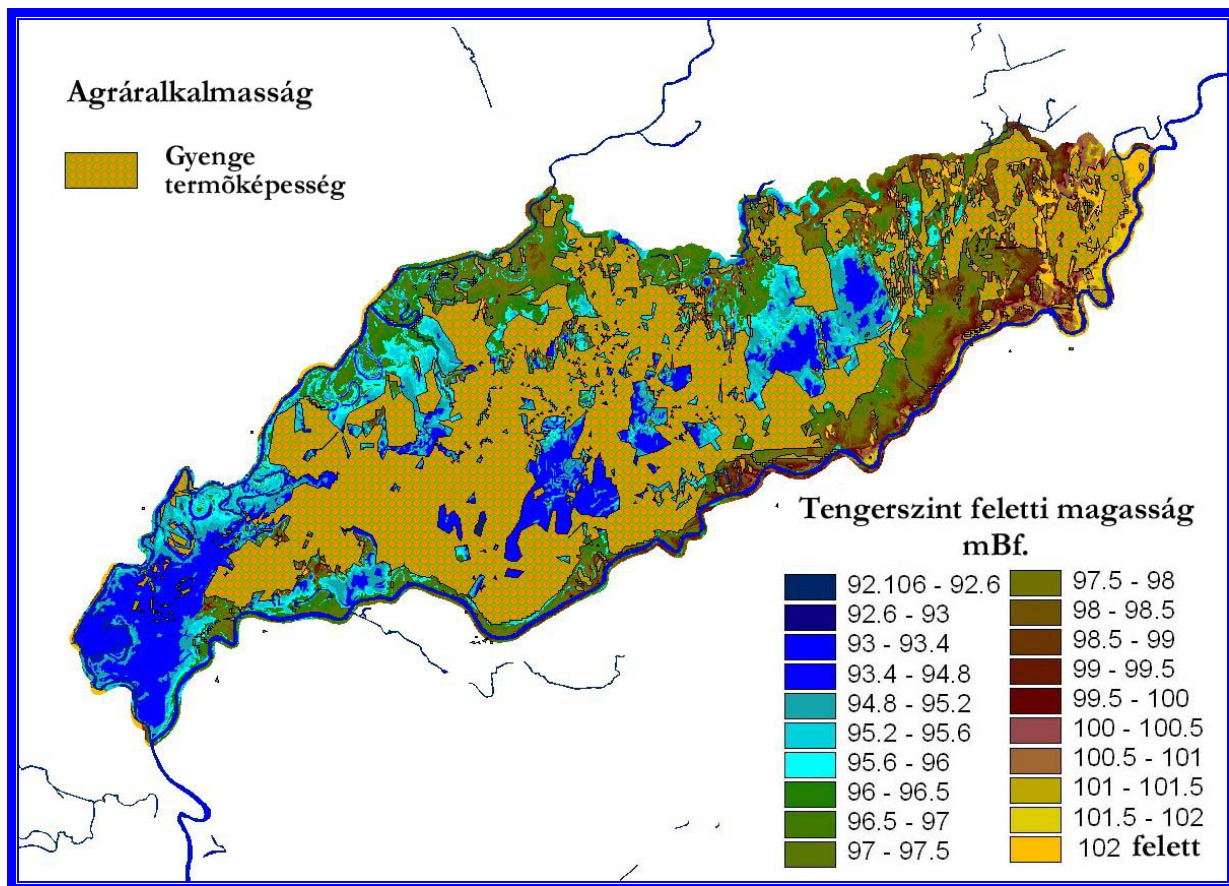 Agráralkalmasság
Gyenge
termõképesség
Tengerszint feletti magasság
mBf.
92.106 - 92.6
92.6 - 93
93 - 93.4
93.4 - 94.8
94.8 - 95.2
95.2 - 95.6
95.6 - 96
96 - 96.5
96.5 - 97
97 - 97.5
97.5 - 98
98 - 98.5
98.5 - 99
99 - 99.5
99.5 - 100
100 - 100.5
100.5 - 101
101 - 101.5
101.5 - 102
102 felett